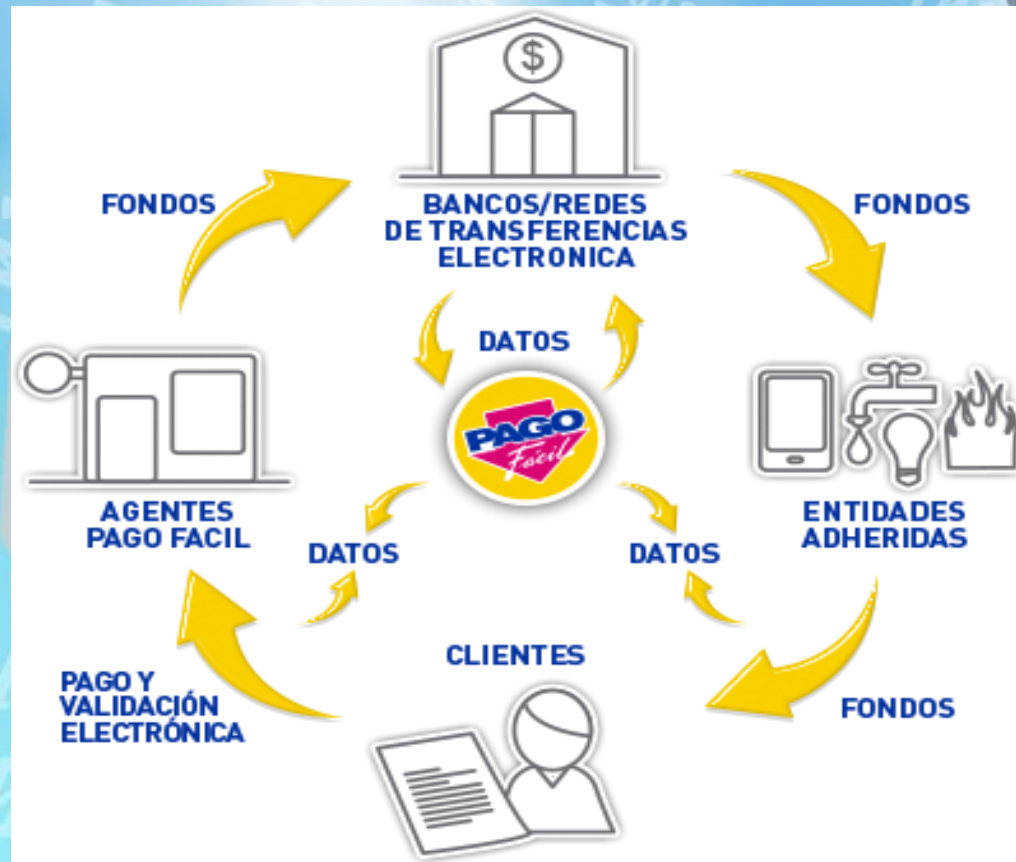 $
FONDOS
BANCOS/REDES
DE TRANSFERENCIAS
ELECTRONICA
FONDOS
DATOS
PAGO
Fácil
AGENTES
PAGO FACIL
ENTIDADES
ADHERIDAS
DATOS
DATOS
CLIENTES
PAGO Y
VALIDACIÓN
ELECTRÓNICA
FONDOS